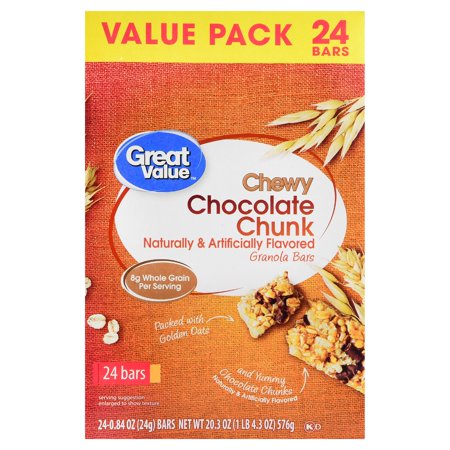 VALUE PACK 24 BARS
Great Value™
Chewy
Chocolate
Chunk
Naturally & Artificially Flavored
Granola Bars
8g Whole Grain
Per Serving
Packed with
Golden Oats
and Yummy
Chocolate Chunks
Naturally & Artificially Flavored
24 bars
serving suggestion
enlarged to show texture
24-0.84 OZ (24g) BARS NET WT 20.3 OZ (1 LB 4.3 OZ) 576g
K D